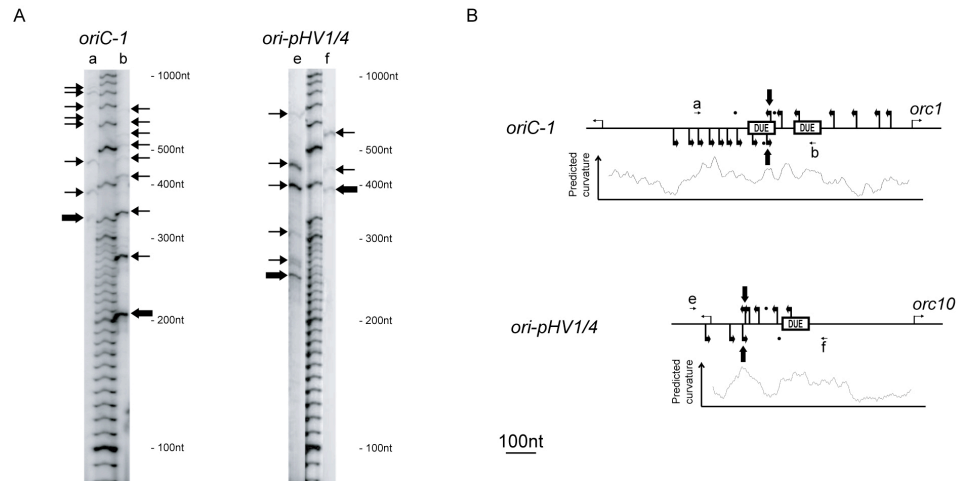 A
oriC-1
a
b
- 1000nt
- 500nt
- 400nt
- 300nt
- 200nt
- 100nt
ori-pHV1/4
e
f
- 1000nt
- 500nt
- 400nt
- 300nt
- 200nt
- 100nt
B
oriC-1
a
DUE
DUE
b
orc1
Predicted
curvature
ori-pHV1/4
e
DUE
f
orc10
Predicted
curvature
100nt